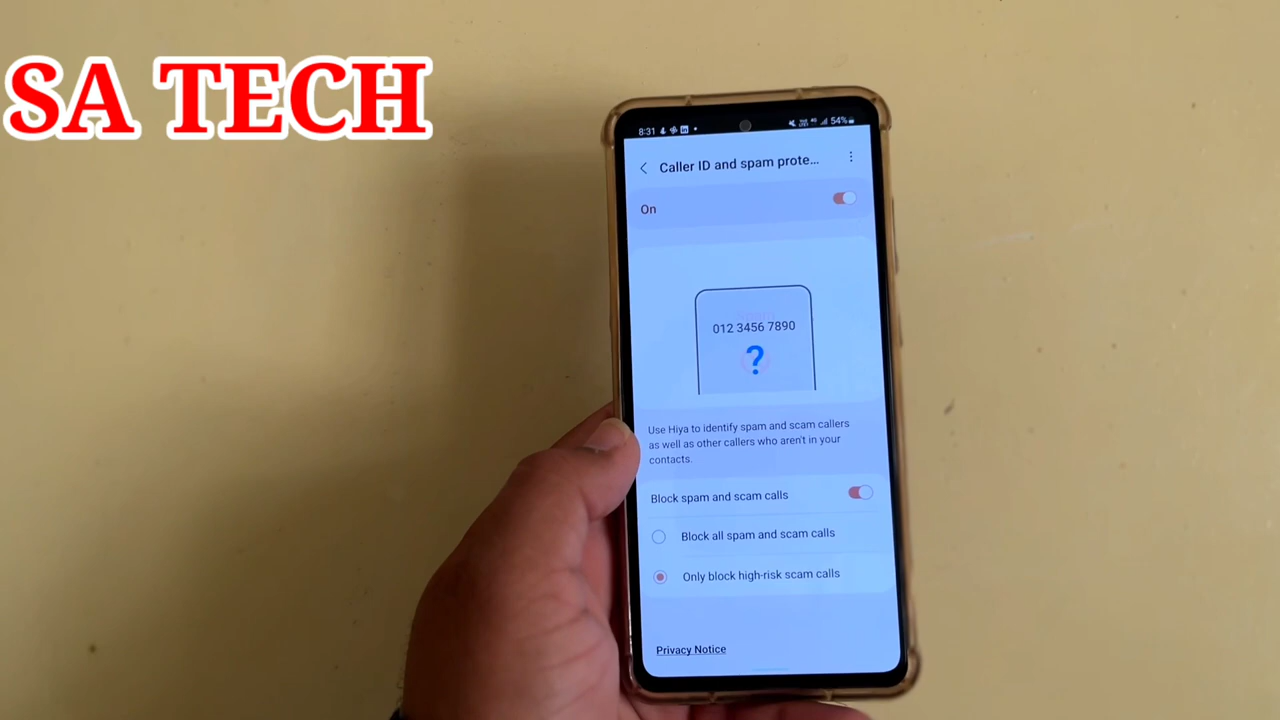 SA TECH
8:31
54%
Caller ID and spam prote...
On
Spam
012 3456 7890
?
Use Hiya to identify spam and scam callers
as well as other callers who aren't in your
contacts.
Block spam and scam calls
Block all spam and scam calls
Only block high-risk scam calls
Privacy Notice